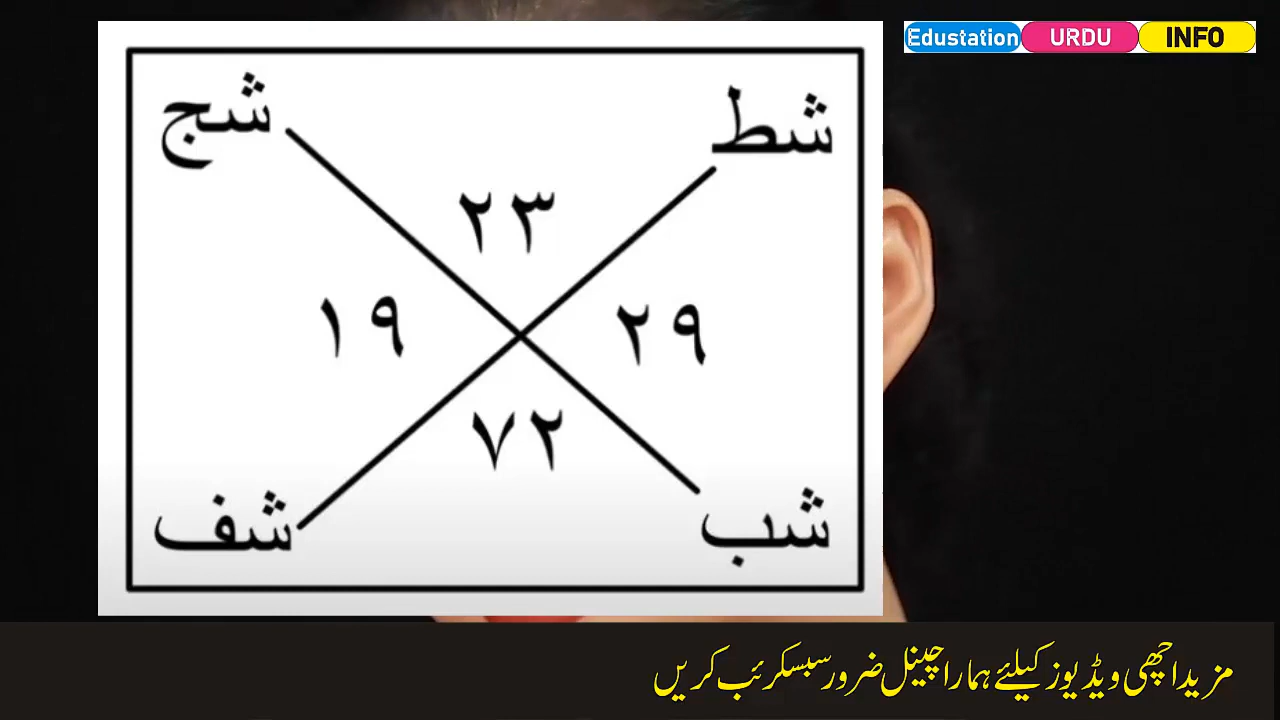 Edustation URDU INFO
شط شج
۲۳
۱۹ ۲۹
۷۲
شب شف
مزید اچھی ویڈیوز کیلئے ہمارا چینل ضرور سبسکرئب کریں